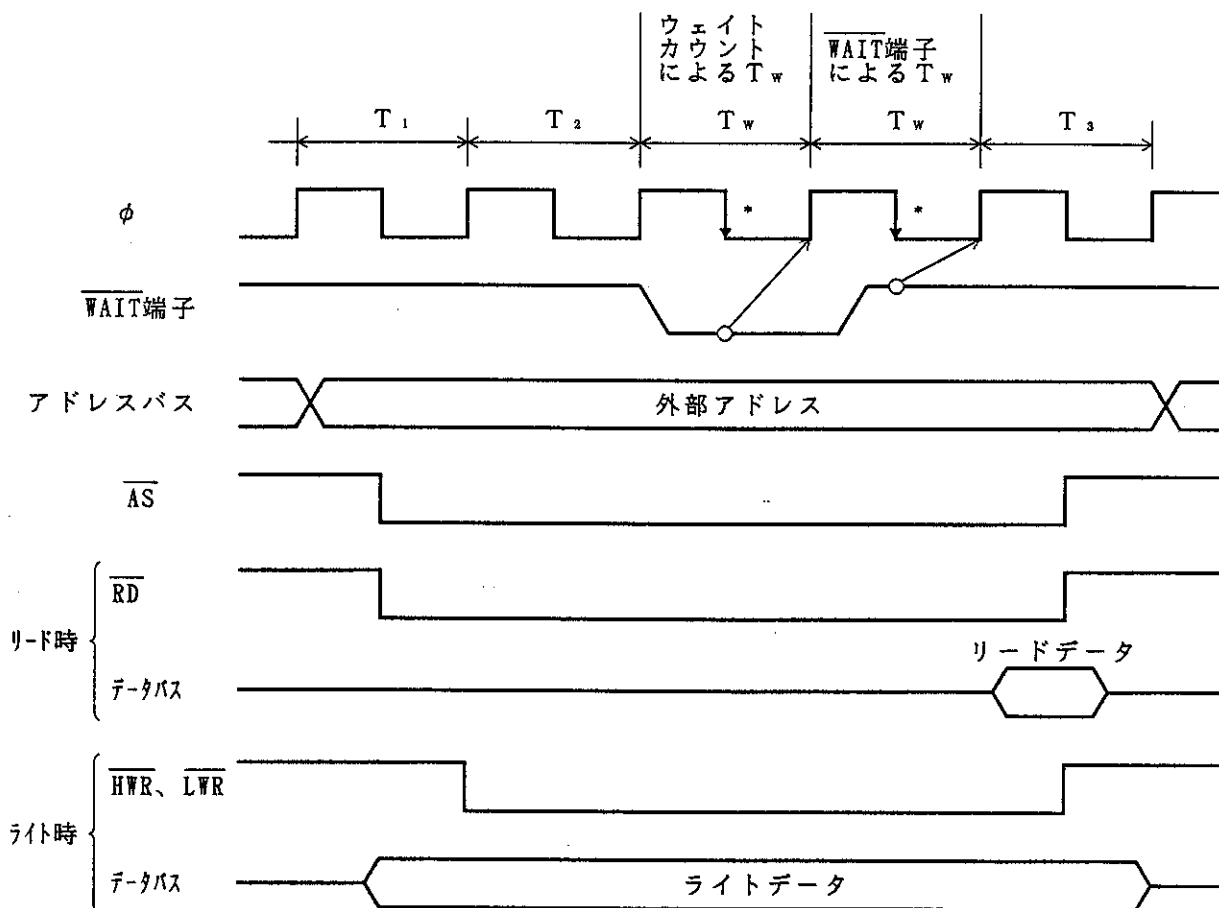 ウェイト
カウント
によるTw
WAIT端子
によるTw
T₁
T₂
Tw
Tw
T₃
φ
*
*
WAIT端子
アドレスバス
外部アドレス
AS
リード時
RD
リードデータ
データバス
ライト時
HWR、LWR
データバス
ライトデータ